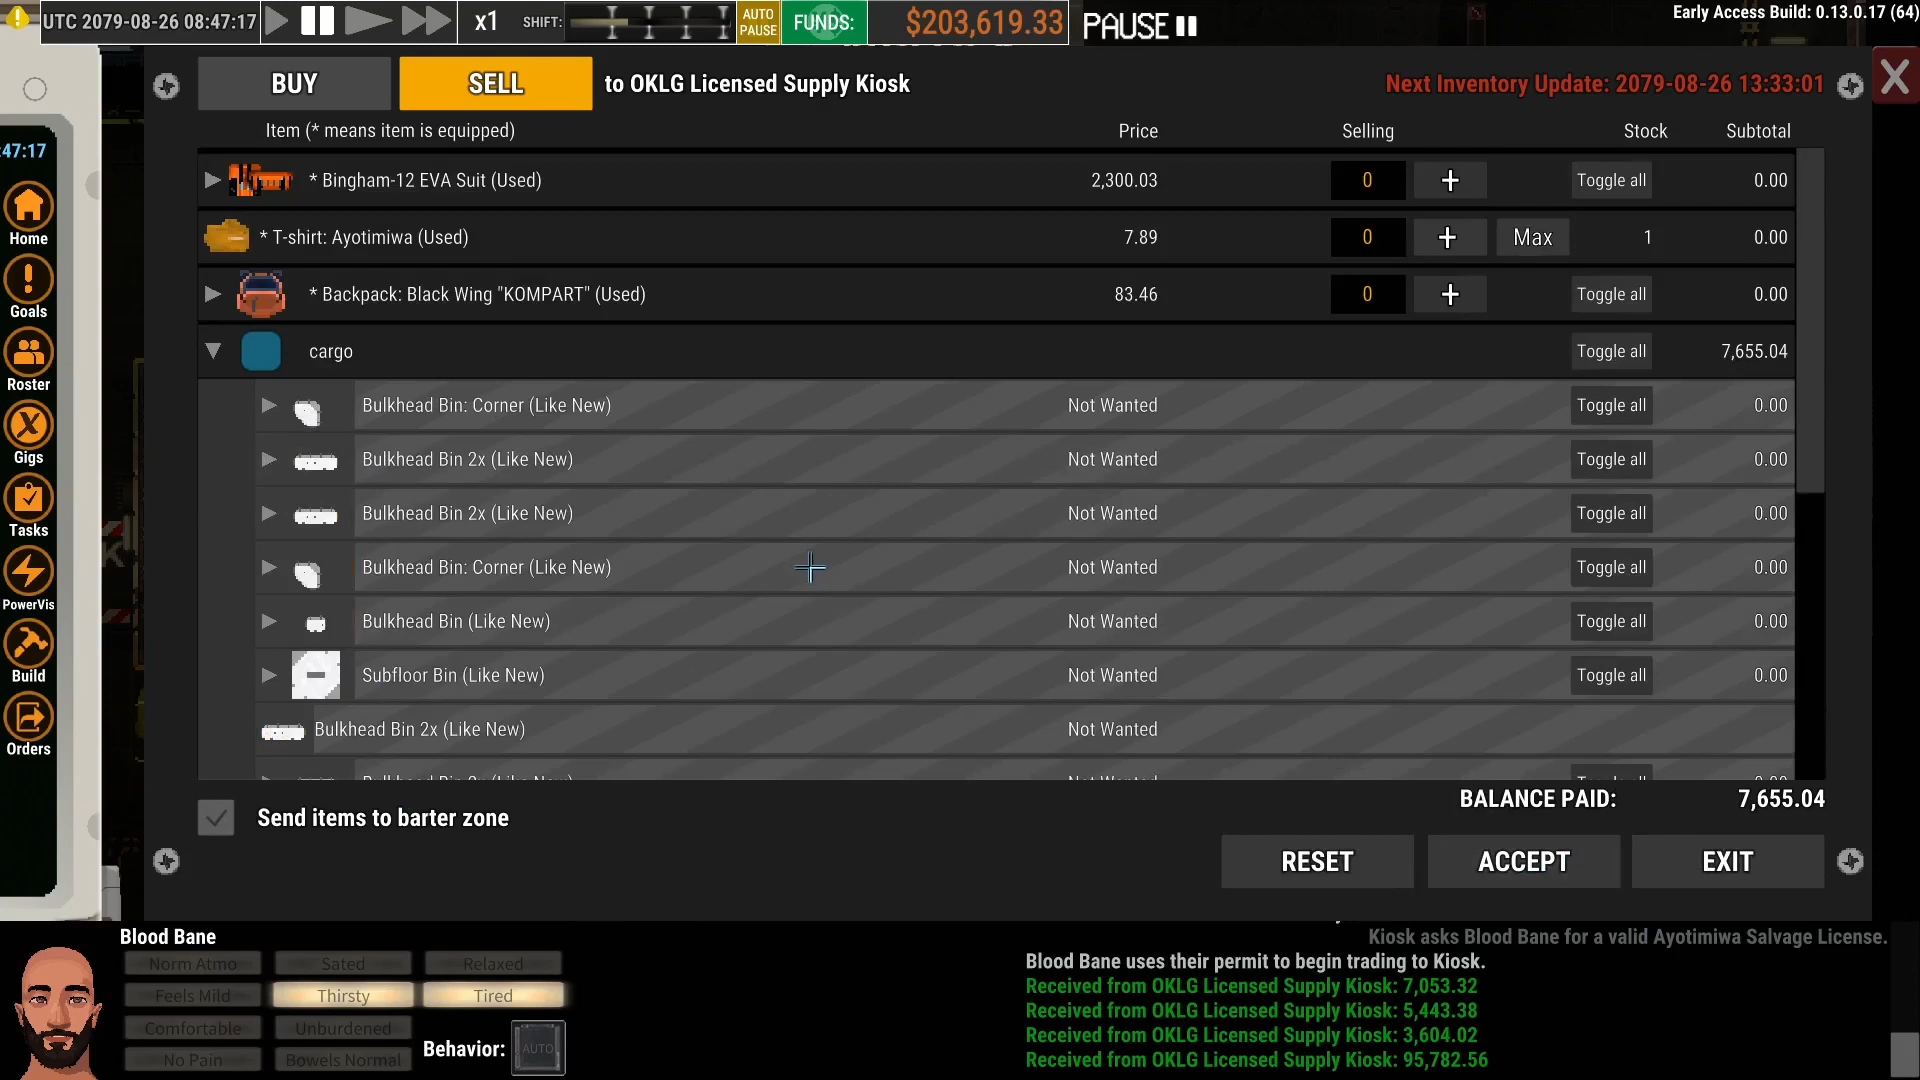 UTC 2079-08-26 08:47:17
x1
SHIFT:
AUTO PAUSE
FUNDS:
$203,619.33
PAUSE
Early Access Build: 0.13.0.17 (64)
BUY
SELL
to OKLG Licensed Supply Kiosk
Next Inventory Update: 2079-08-26 13:33:01
X
Item (* means item is equipped)
Price
Selling
Stock
Subtotal
* Bingham-12 EVA Suit (Used)
2,300.03
0
+
Toggle all
0.00
* T-shirt: Ayotimiwa (Used)
7.89
0
+
Max
1
0.00
* Backpack: Black Wing "KOMPART" (Used)
83.46
0
+
Toggle all
0.00
cargo
Toggle all
7,655.04
Bulkhead Bin: Corner (Like New)
Not Wanted
Toggle all
0.00
Bulkhead Bin 2x (Like New)
Not Wanted
Toggle all
0.00
Bulkhead Bin 2x (Like New)
Not Wanted
Toggle all
0.00
Bulkhead Bin: Corner (Like New)
Not Wanted
Toggle all
0.00
Bulkhead Bin (Like New)
Not Wanted
Toggle all
0.00
Subfloor Bin (Like New)
Not Wanted
Toggle all
0.00
Bulkhead Bin 2x (Like New)
Not Wanted
Send items to barter zone
BALANCE PAID:
7,655.04
RESET
ACCEPT
EXIT
:47:17
Home
Goals
Roster
Gigs
Tasks
PowerVis
Build
Orders
Blood Bane
Norm Atmo
Sated
Relaxed
Feels Mild
Thirsty
Tired
Comfortable
Unburdened
No Pain
Bowels Normal
Behavior:
AUTO
Kiosk asks Blood Bane for a valid Ayotimiwa Salvage License.
Blood Bane uses their permit to begin trading to Kiosk.
Received from OKLG Licensed Supply Kiosk: 7,053.32
Received from OKLG Licensed Supply Kiosk: 5,443.38
Received from OKLG Licensed Supply Kiosk: 3,604.02
Received from OKLG Licensed Supply Kiosk: 95,782.56